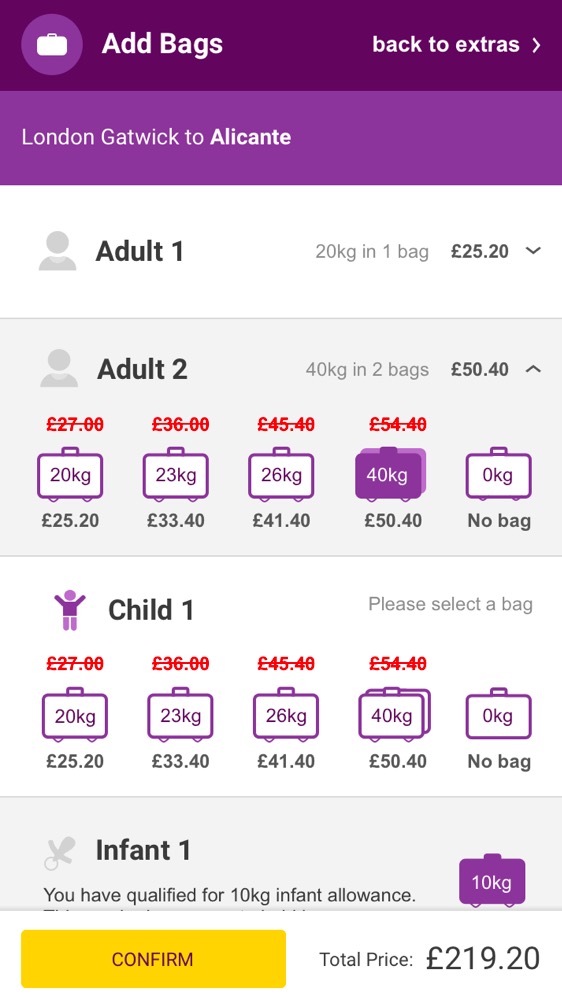 Add Bags back to extras
London Gatwick to Alicante
Adult 1 20kg in 1 bag £25.20
Adult 2 40kg in 2 bags £50.40
£27.00 £36.00 £45.40 £54.40
20kg 23kg 26kg 40kg 0kg
£25.20 £33.40 £41.40 £50.40 No bag
Child 1 Please select a bag
£27.00 £36.00 £45.40 £54.40
20kg 23kg 26kg 40kg 0kg
£25.20 £33.40 £41.40 £50.40 No bag
Infant 1
10kg
You have qualified for 10kg infant allowance.
CONFIRM Total Price: £219.20